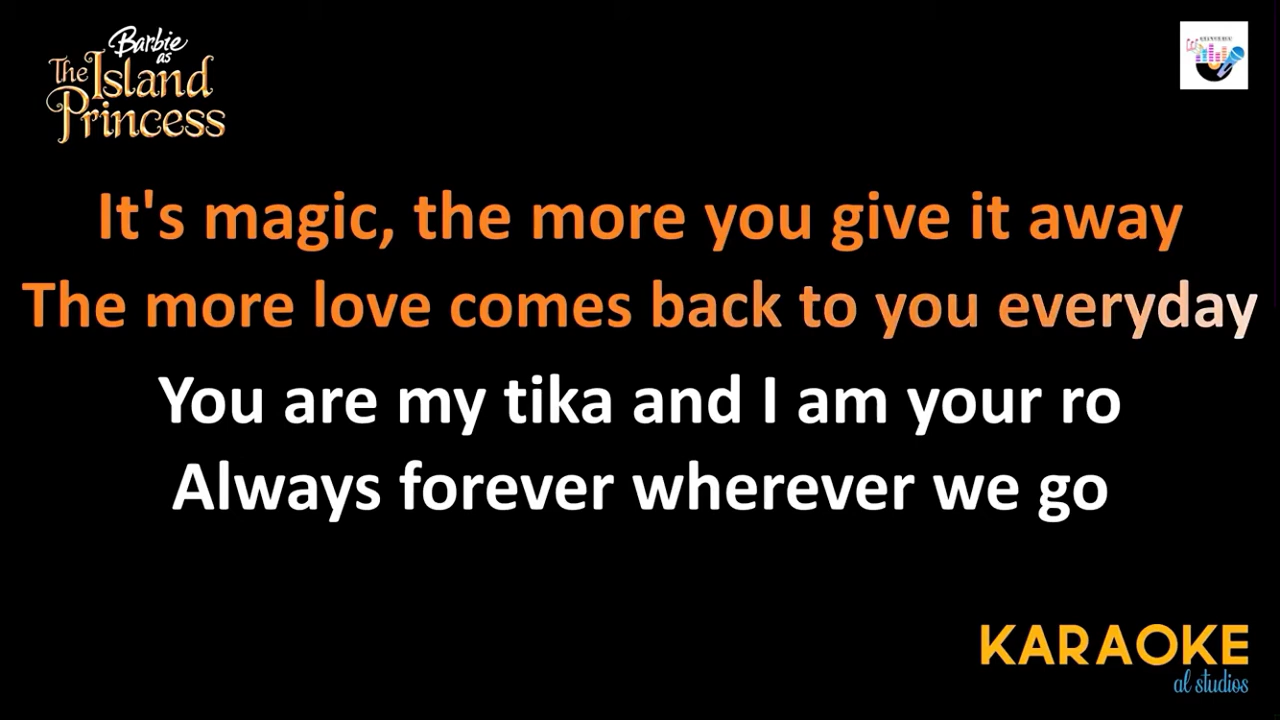 Barbie
as
The Island
Princess
It's magic, the more you give it away
The more love comes back to you everyday
You are my tika and I am your ro
Always forever wherever we go
KARAOKE
al studios